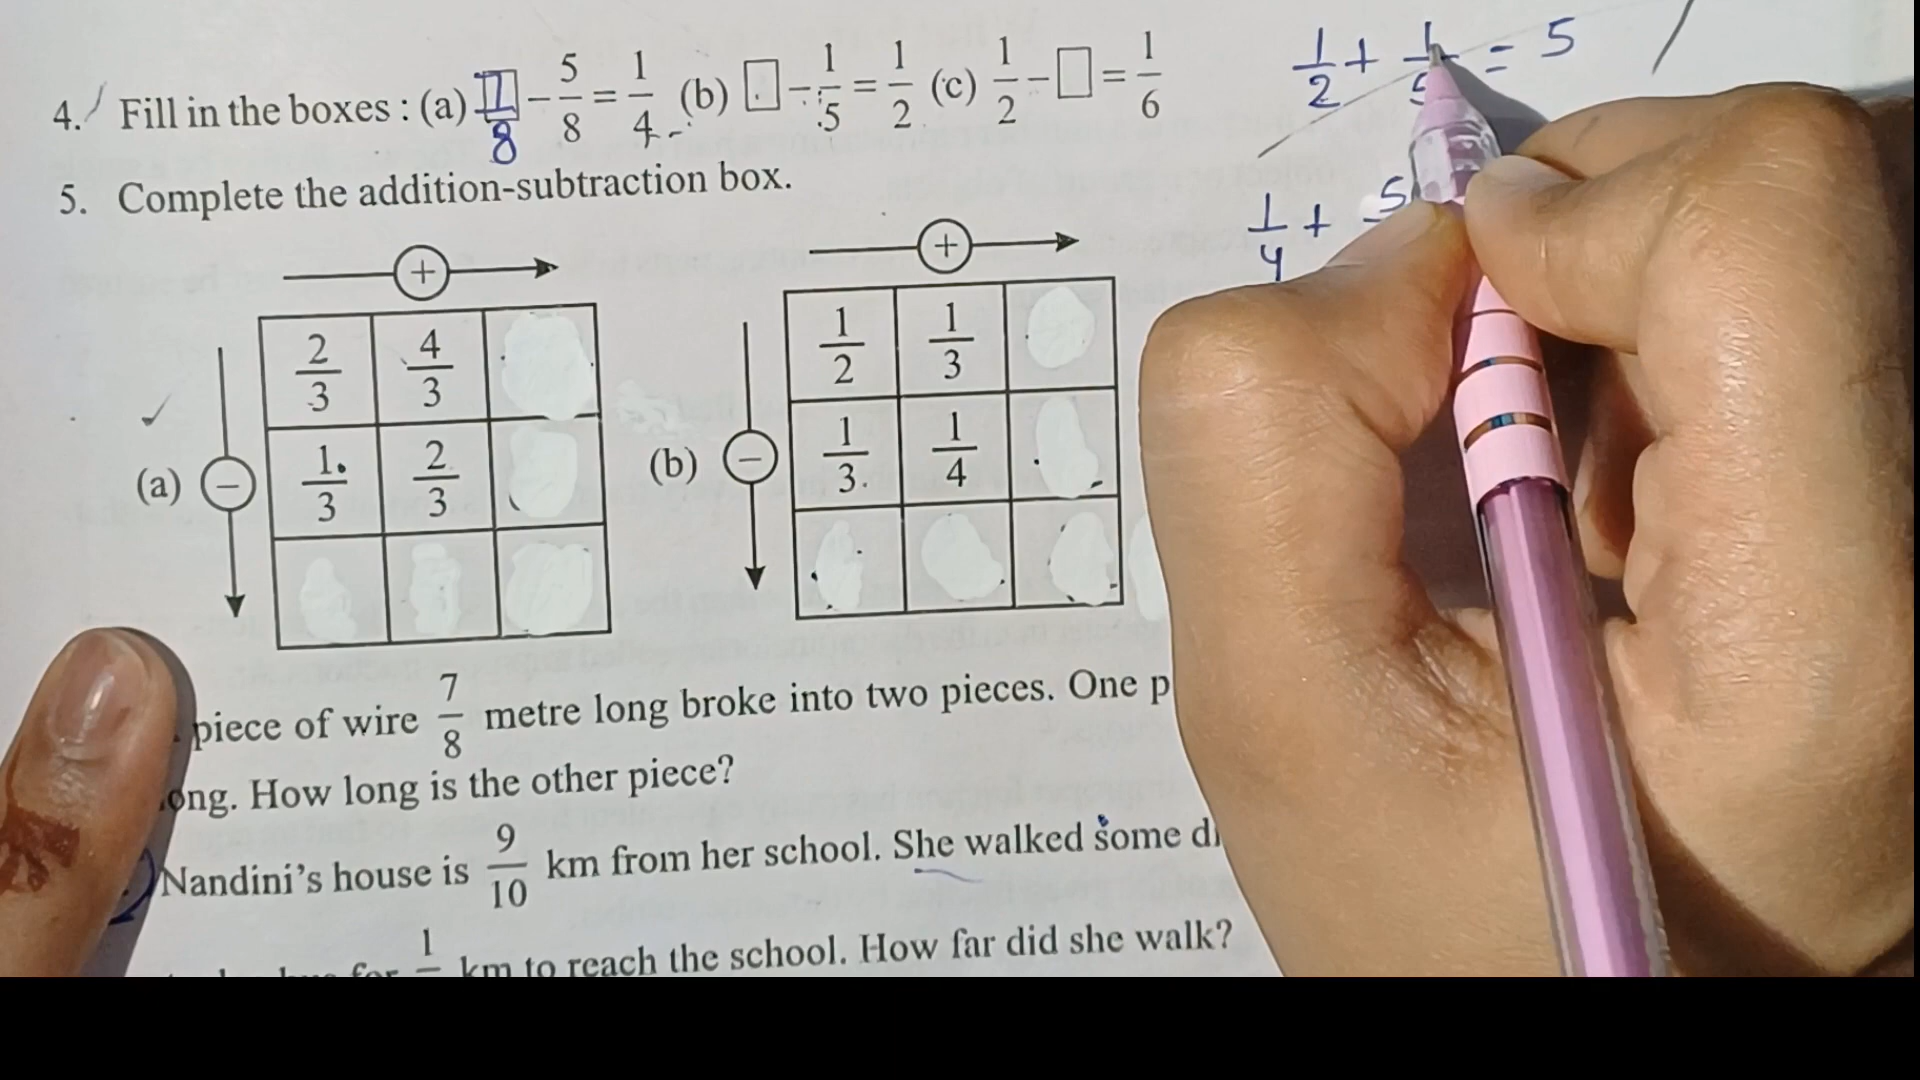 4. Fill in the boxes : (a) 7/8 - 5/8 = 1/4 (b) □ - 1/5 = 1/2 (c) 1/2 - □ = 1/6
1/2 + 1/5 = 5
1/4 + 5
5. Complete the addition-subtraction box.
+
+
2/3 4/3
1/3 2/3
(a) −
1/2 1/3
1/3 1/4
(b) −
piece of wire 7/8 metre long broke into two pieces. One p
ong. How long is the other piece?
Nandini's house is 9/10 km from her school. She walked some di
for 1 km to reach the school. How far did she walk?